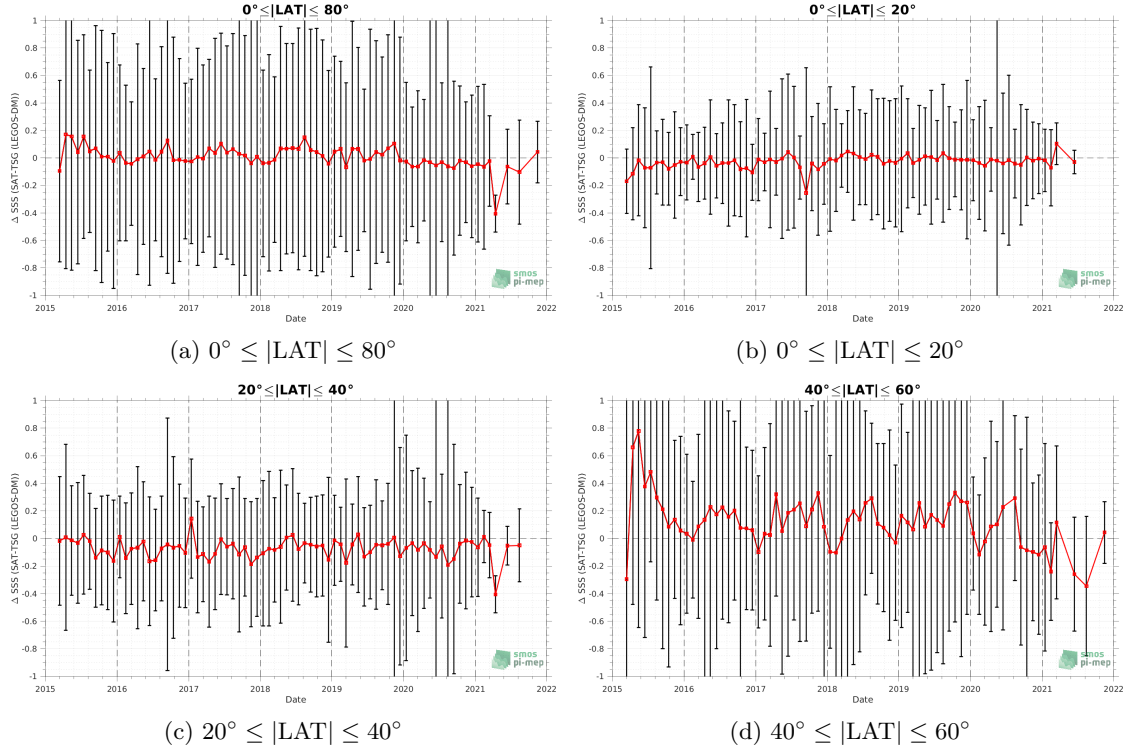 0°≤|LAT|≤ 80°
Δ SSS (SAT-TSG (LEGOS-DM))
1
0.8
0.6
0.4
0.2
0
-0.2
-0.4
-0.6
-0.8
-1
2015 2016 2017 2018 2019 2020 2021 2022
Date
smos
pi-mep
(a) 0° ≤ |LAT| ≤ 80°
0°≤|LAT|≤ 20°
Δ SSS (SAT-TSG (LEGOS-DM))
1
0.8
0.6
0.4
0.2
0
-0.2
-0.4
-0.6
-0.8
-1
2015 2016 2017 2018 2019 2020 2021 2022
Date
smos
pi-mep
(b) 0° ≤ |LAT| ≤ 20°
20°≤|LAT|≤ 40°
Δ SSS (SAT-TSG (LEGOS-DM))
1
0.8
0.6
0.4
0.2
0
-0.2
-0.4
-0.6
-0.8
-1
2015 2016 2017 2018 2019 2020 2021 2022
Date
smos
pi-mep
(c) 20° ≤ |LAT| ≤ 40°
40°≤|LAT|≤ 60°
Δ SSS (SAT-TSG (LEGOS-DM))
1
0.8
0.6
0.4
0.2
0
-0.2
-0.4
-0.6
-0.8
-1
2015 2016 2017 2018 2019 2020 2021 2022
Date
smos
pi-mep
(d) 40° ≤ |LAT| ≤ 60°